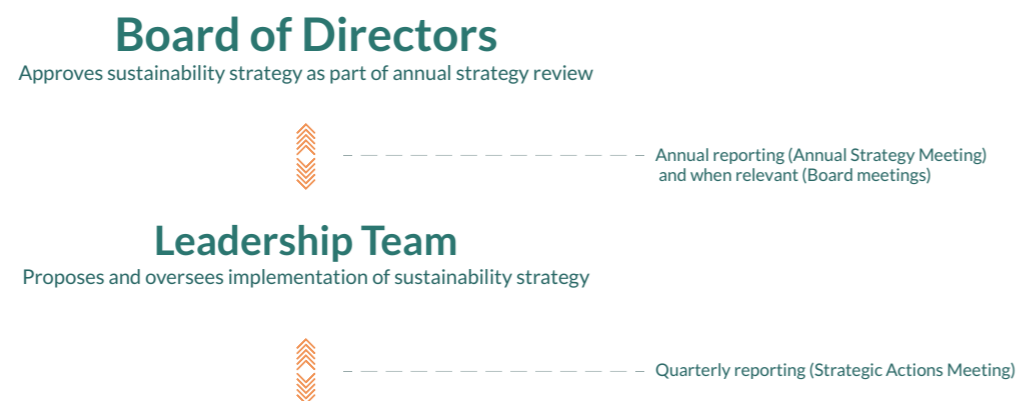 Board of Directors
Approves sustainability strategy as part of annual strategy review
Annual reporting (Annual Strategy Meeting)
and when relevant (Board meetings)
Leadership Team
Proposes and oversees implementation of sustainability strategy
Quarterly reporting (Strategic Actions Meeting)